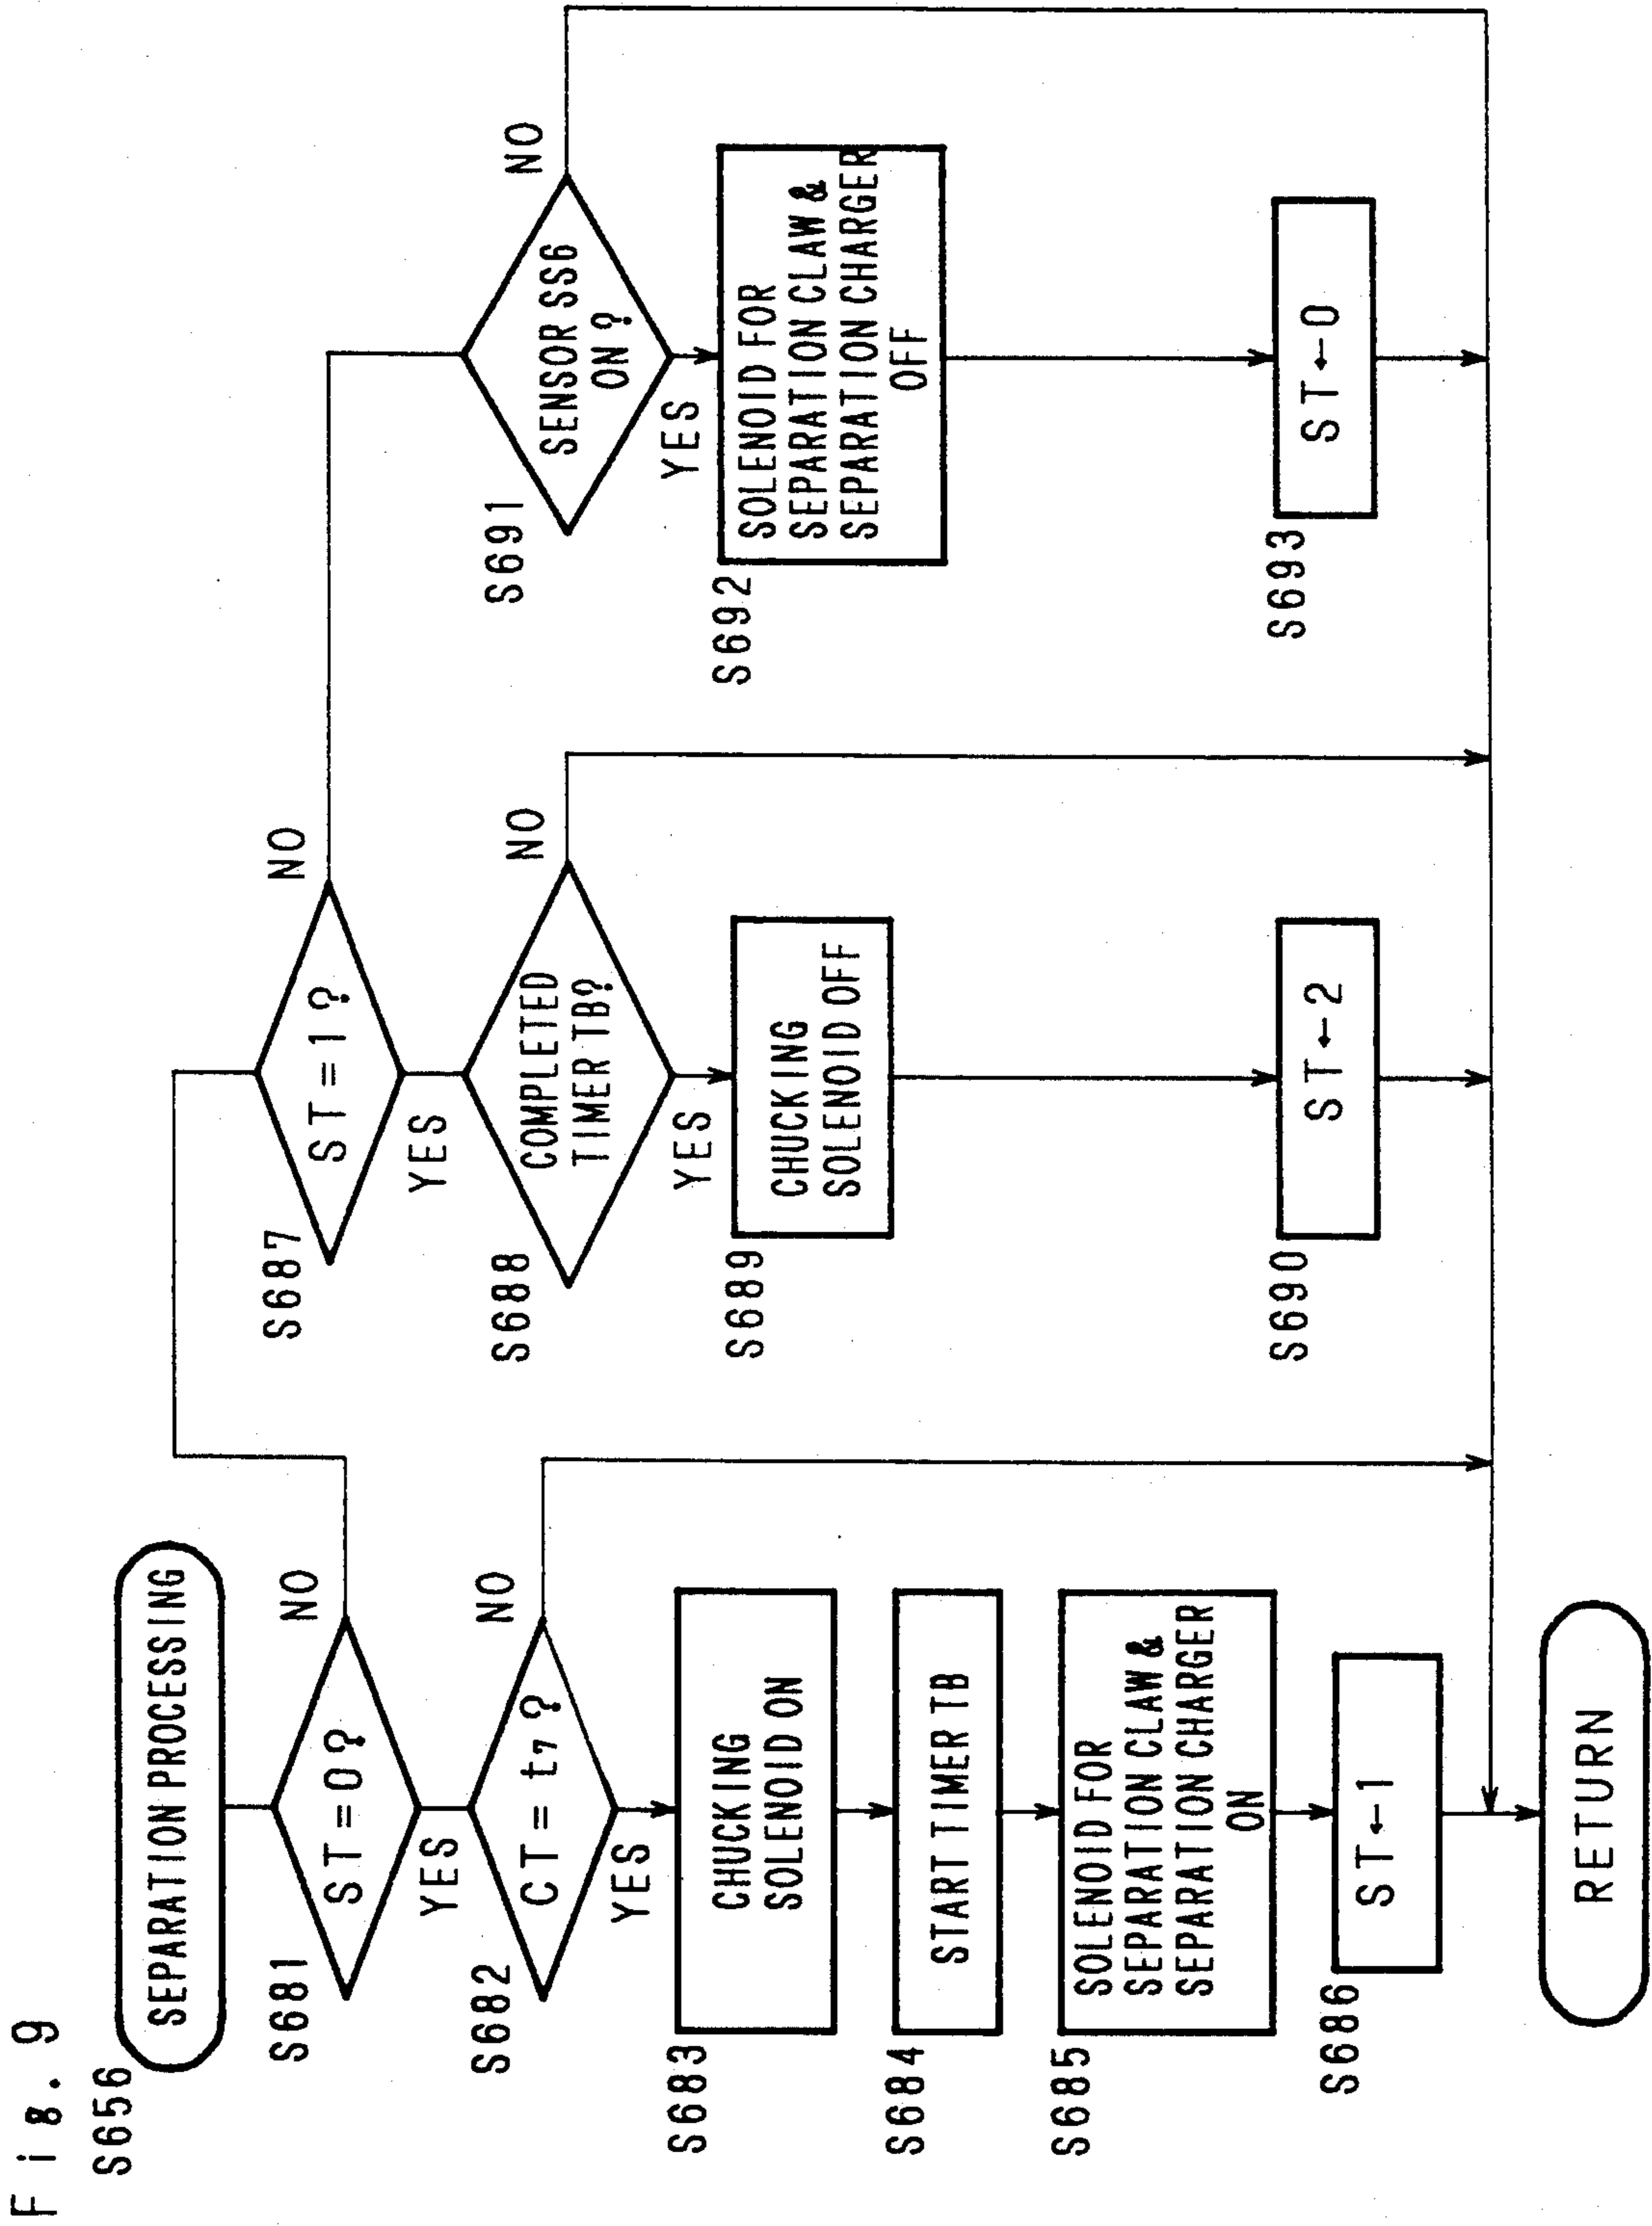 Fig. 9
S656
SEPARATION PROCESSING
S681
ST=0?
NO
YES
S682
CT=t7?
NO
YES
S683
CHUCKING
SOLENOID ON
S684
START TIMER TB
S685
SOLENOID FOR
SEPARATION CLAW &
SEPARATION CHARGER
ON
S686
ST←1
RETURN
S687
ST=1?
NO
YES
S688
COMPLETED
TIMER TB?
NO
YES
S689
CHUCKING
SOLENOID OFF
S690
ST←2
S691
SENSOR SS6
ON?
NO
YES
S692
SOLENOID FOR
SEPARATION CLAW &
SEPARATION CHARGER
OFF
S693
ST←0